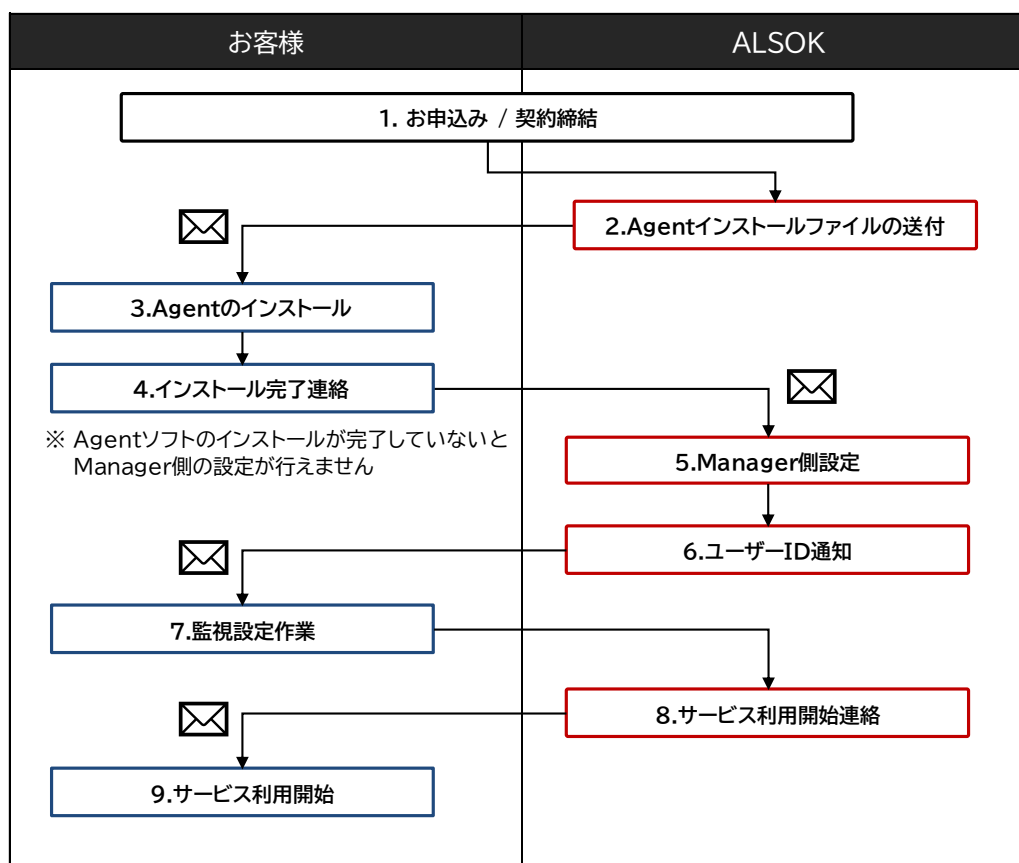 お客様
ALSOK
1. お申込み / 契約締結
2.Agentインストールファイルの送付
3.Agentのインストール
4.インストール完了連絡
※ Agentソフトのインストールが完了していないと
Manager側の設定が行えません
5.Manager側設定
6.ユーザーID通知
7.監視設定作業
8.サービス利用開始連絡
9.サービス利用開始